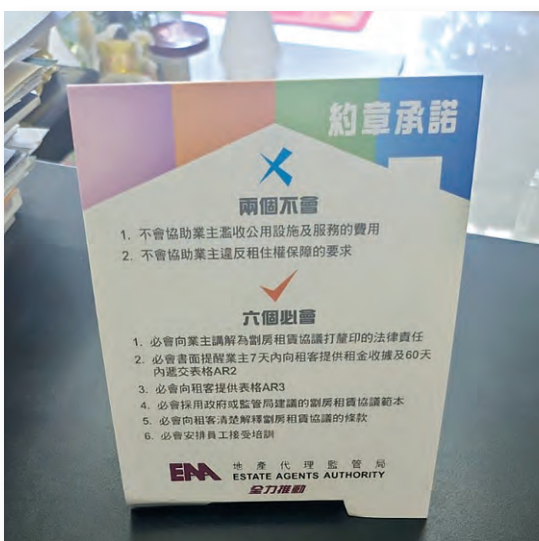 約章承諾
兩個不會
1. 不會協助業主濫收公用設施及服務的費用
2. 不會協助業主違反租住權保障的要求
六個必會
1. 必會向業主講解為劏房租賃協議打釐印的法律責任
2. 必會書面提醒業主7天內向租客提供租金收據及60天
內遞交表格AR2
3. 必會向租客提供表格AR3
4. 必會採用政府或監管局建議的劏房租賃協議範本
5. 必會向租客清楚解釋劏房租賃協議的條款
6. 必會安排員工接受培訓
EAA 地產代理監管局
ESTATE AGENTS AUTHORITY
全力推動